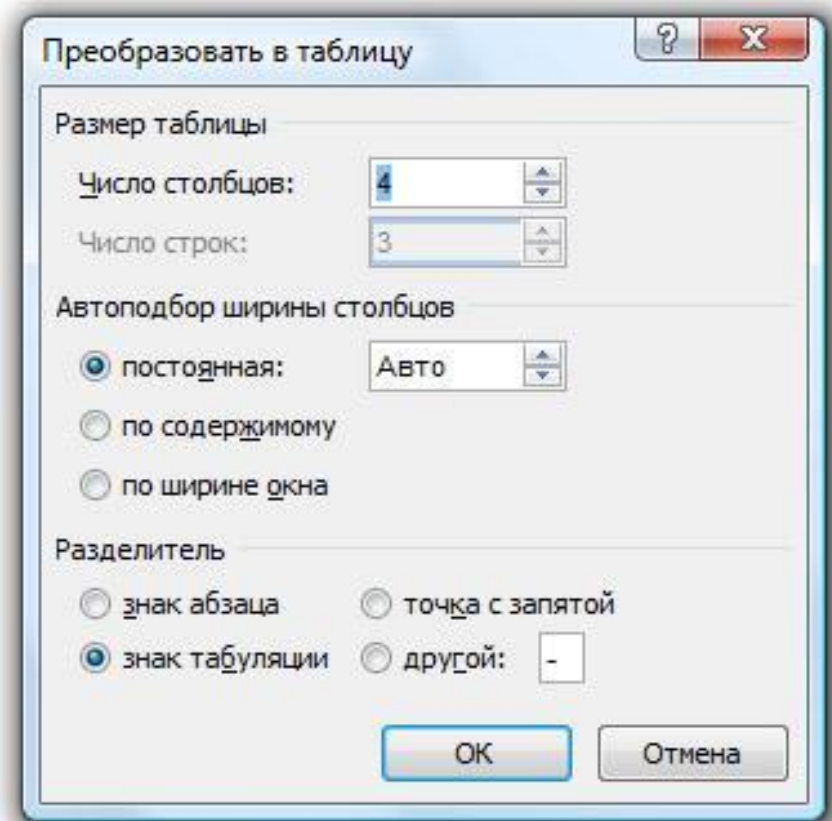 Преобразовать в таблицу
Размер таблицы
Число столбцов: 4
Число строк: 3
Автоподбор ширины столбцов
постоянная: Авто
по содержимому
по ширине окна
Разделитель
знак абзаца точка с запятой
знак табуляции другой: -
ОК Отмена